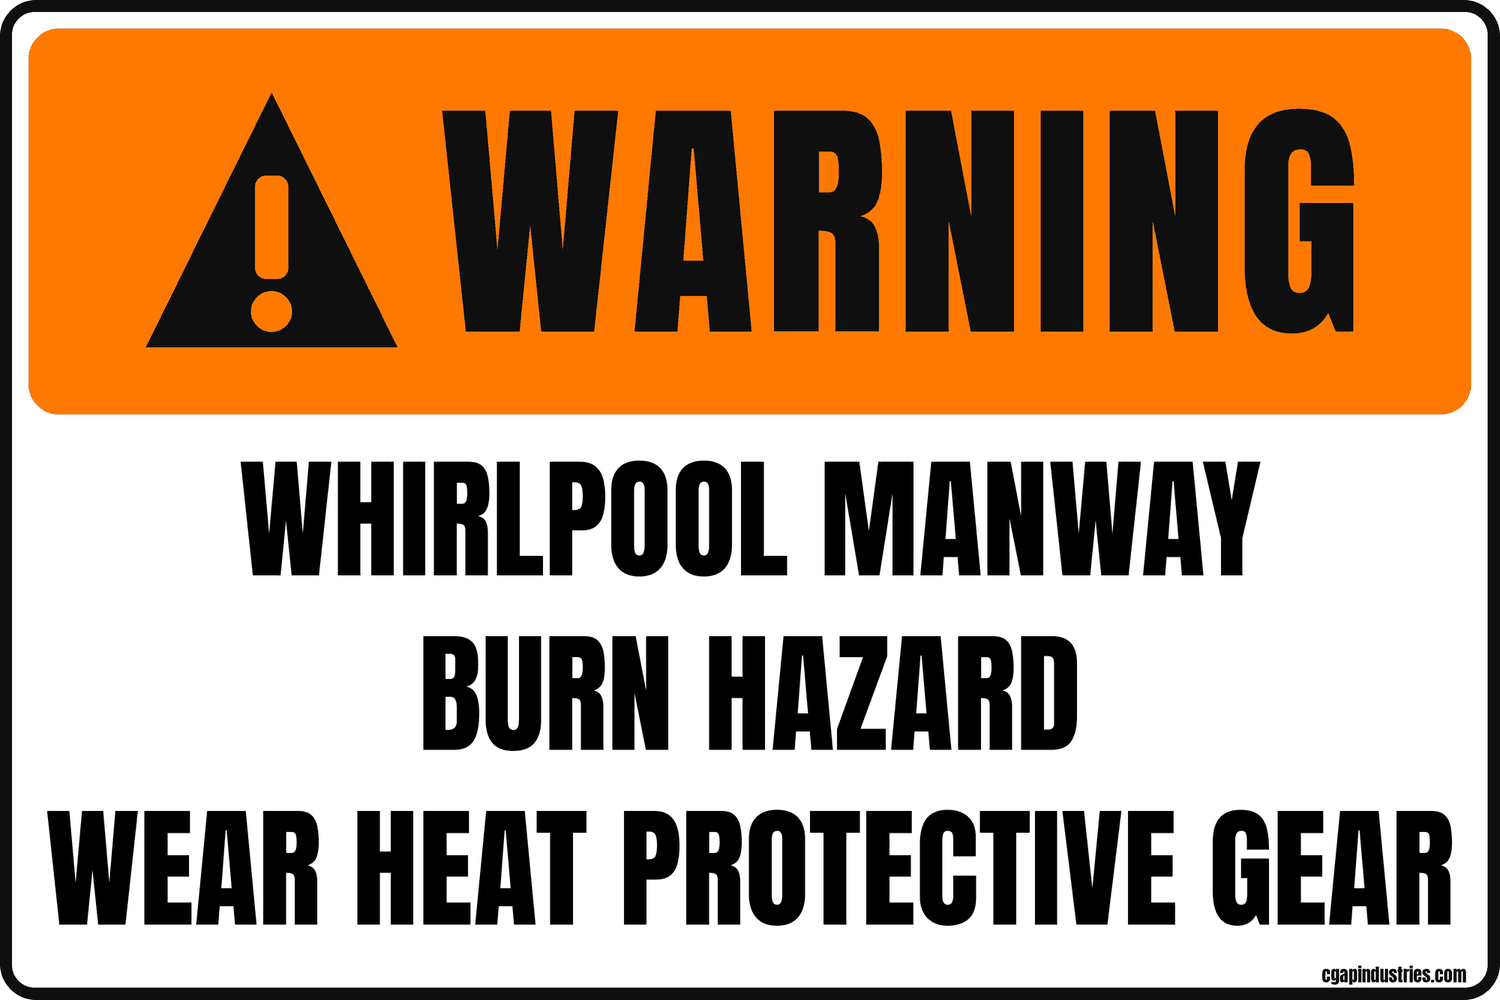 WARNING
WHIRLPOOL MANWAY
BURN HAZARD
WEAR HEAT PROTECTIVE GEAR
cgapindustries.com